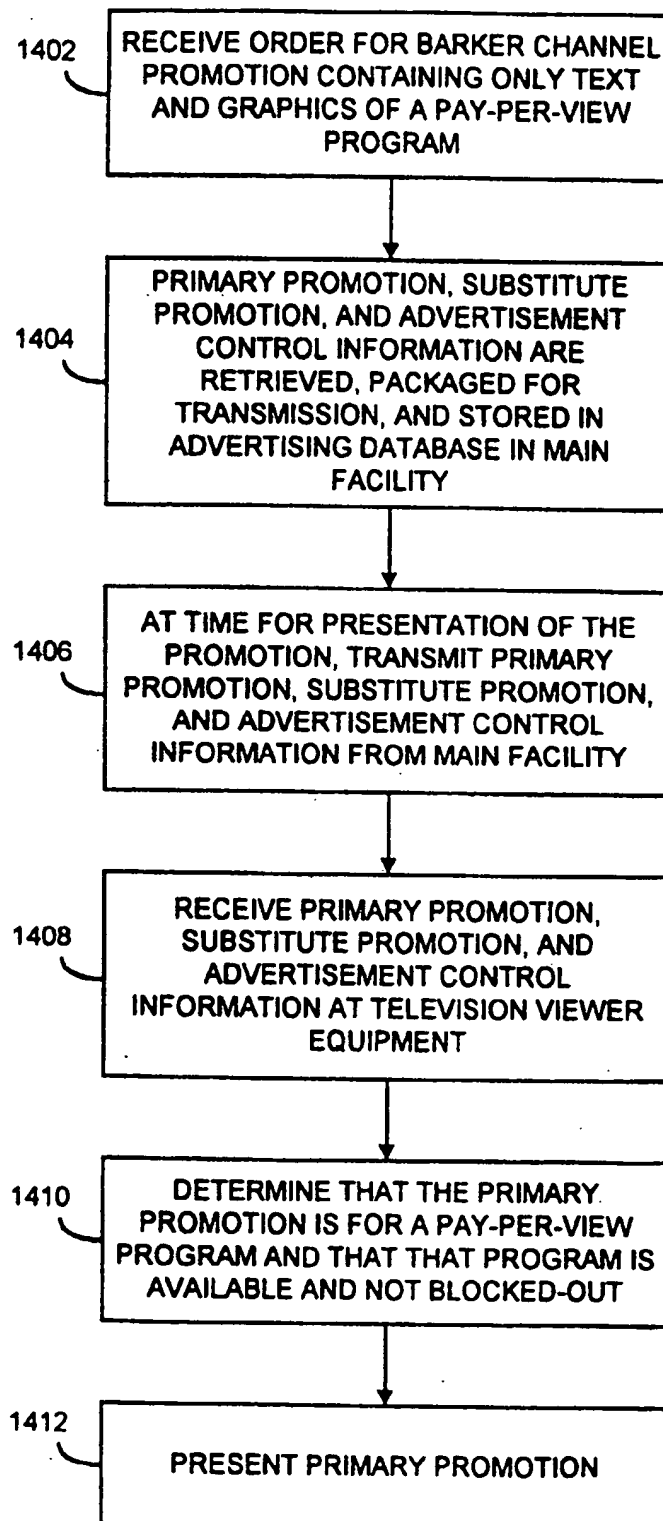 1402
RECEIVE ORDER FOR BARKER CHANNEL
PROMOTION CONTAINING ONLY TEXT
AND GRAPHICS OF A PAY-PER-VIEW
PROGRAM
1404
PRIMARY PROMOTION, SUBSTITUTE
PROMOTION, AND ADVERTISEMENT
CONTROL INFORMATION ARE
RETRIEVED, PACKAGED FOR
TRANSMISSION, AND STORED IN
ADVERTISING DATABASE IN MAIN
FACILITY
1406
AT TIME FOR PRESENTATION OF THE
PROMOTION, TRANSMIT PRIMARY
PROMOTION, SUBSTITUTE PROMOTION,
AND ADVERTISEMENT CONTROL
INFORMATION FROM MAIN FACILITY
1408
RECEIVE PRIMARY PROMOTION,
SUBSTITUTE PROMOTION, AND
ADVERTISEMENT CONTROL
INFORMATION AT TELEVISION VIEWER
EQUIPMENT
1410
DETERMINE THAT THE PRIMARY
PROMOTION IS FOR A PAY-PER-VIEW
PROGRAM AND THAT THAT PROGRAM IS
AVAILABLE AND NOT BLOCKED-OUT
1412
PRESENT PRIMARY PROMOTION